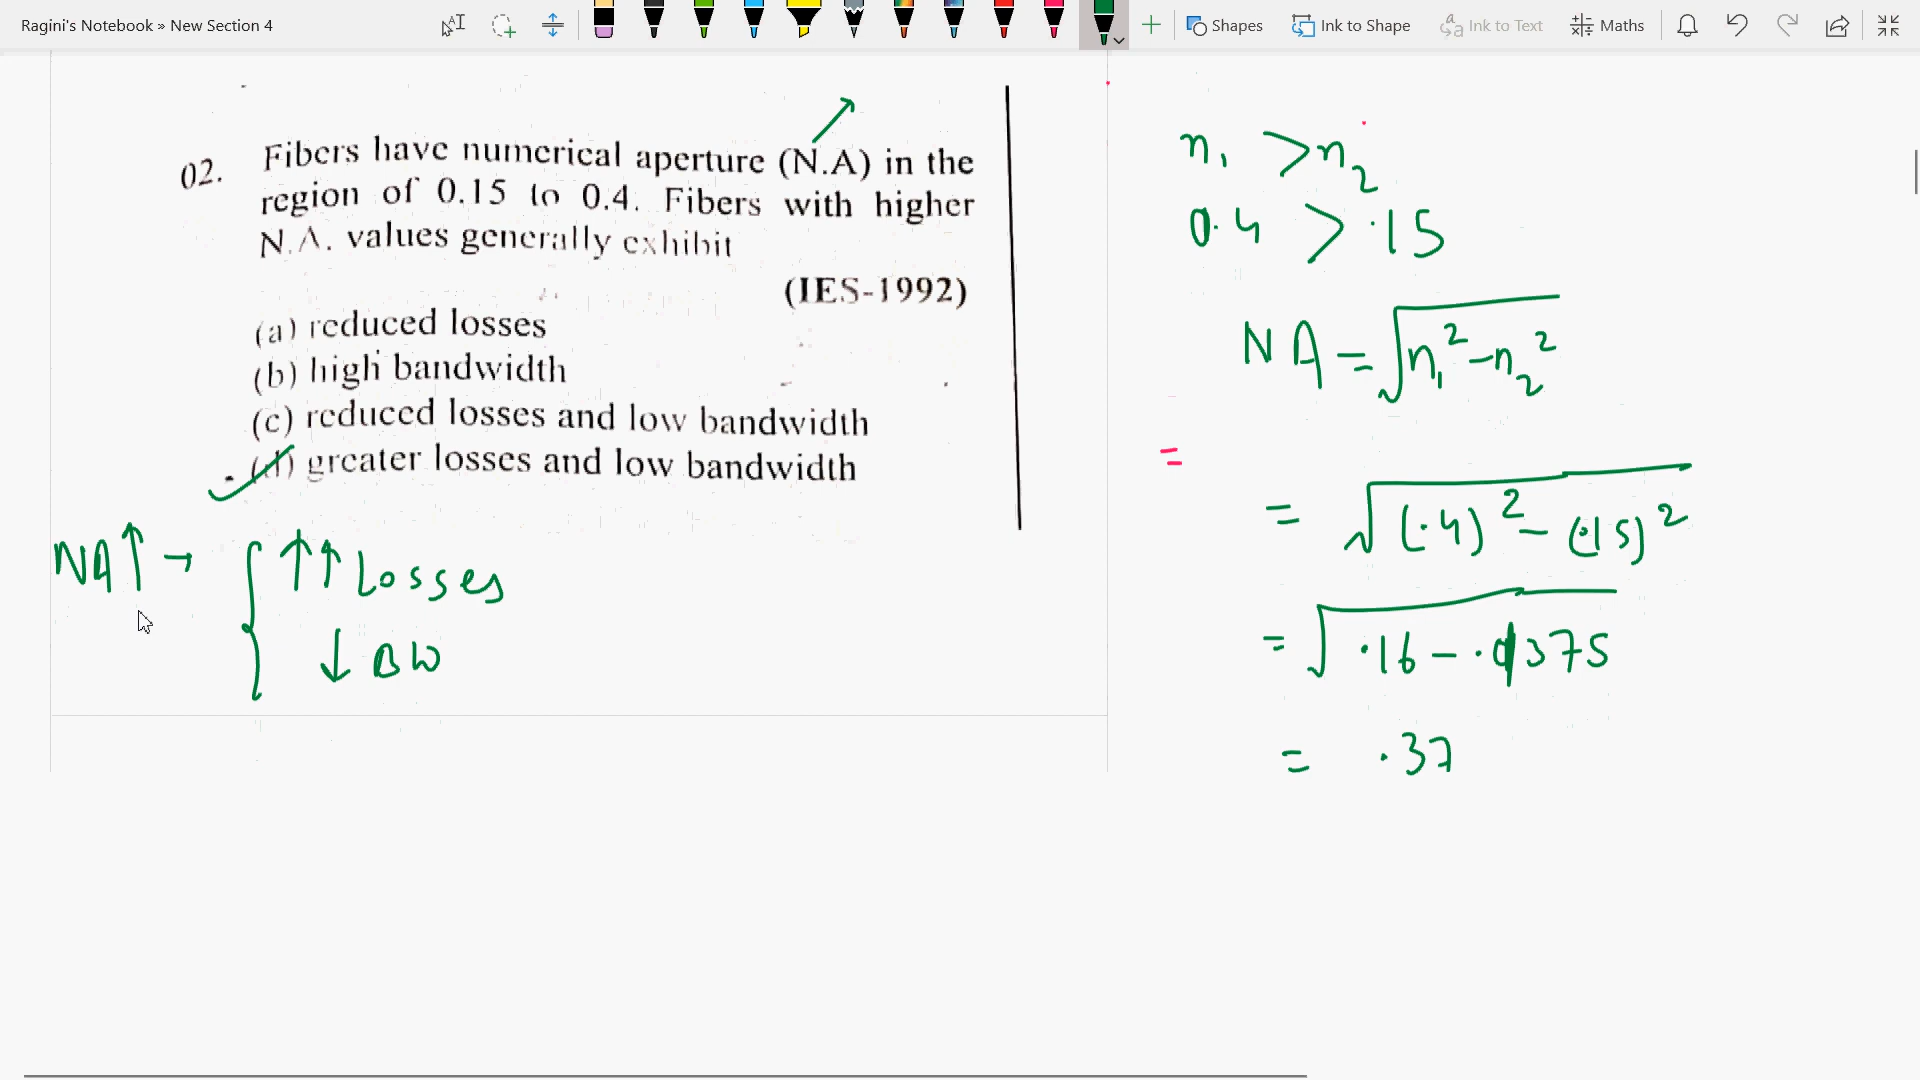 Ragini's Notebook » New Section 4
Shapes
Ink to Shape
Ink to Text
Maths
02. Fibers have numerical aperture (N.A) in the
region of 0.15 to 0.4. Fibers with higher
N.A. values generally exhibit
(IES-1992)
(a) reduced losses
(b) high bandwidth
(c) reduced losses and low bandwidth
(d) greater losses and low bandwidth
NA↑ → { ↑↑ Losses
↓ BW
n₁ > n₂
0.4 > .15
NA = √n₁² - n₂²
=
= √(.4)² - (.15)²
= √.16 - .01375
= .37